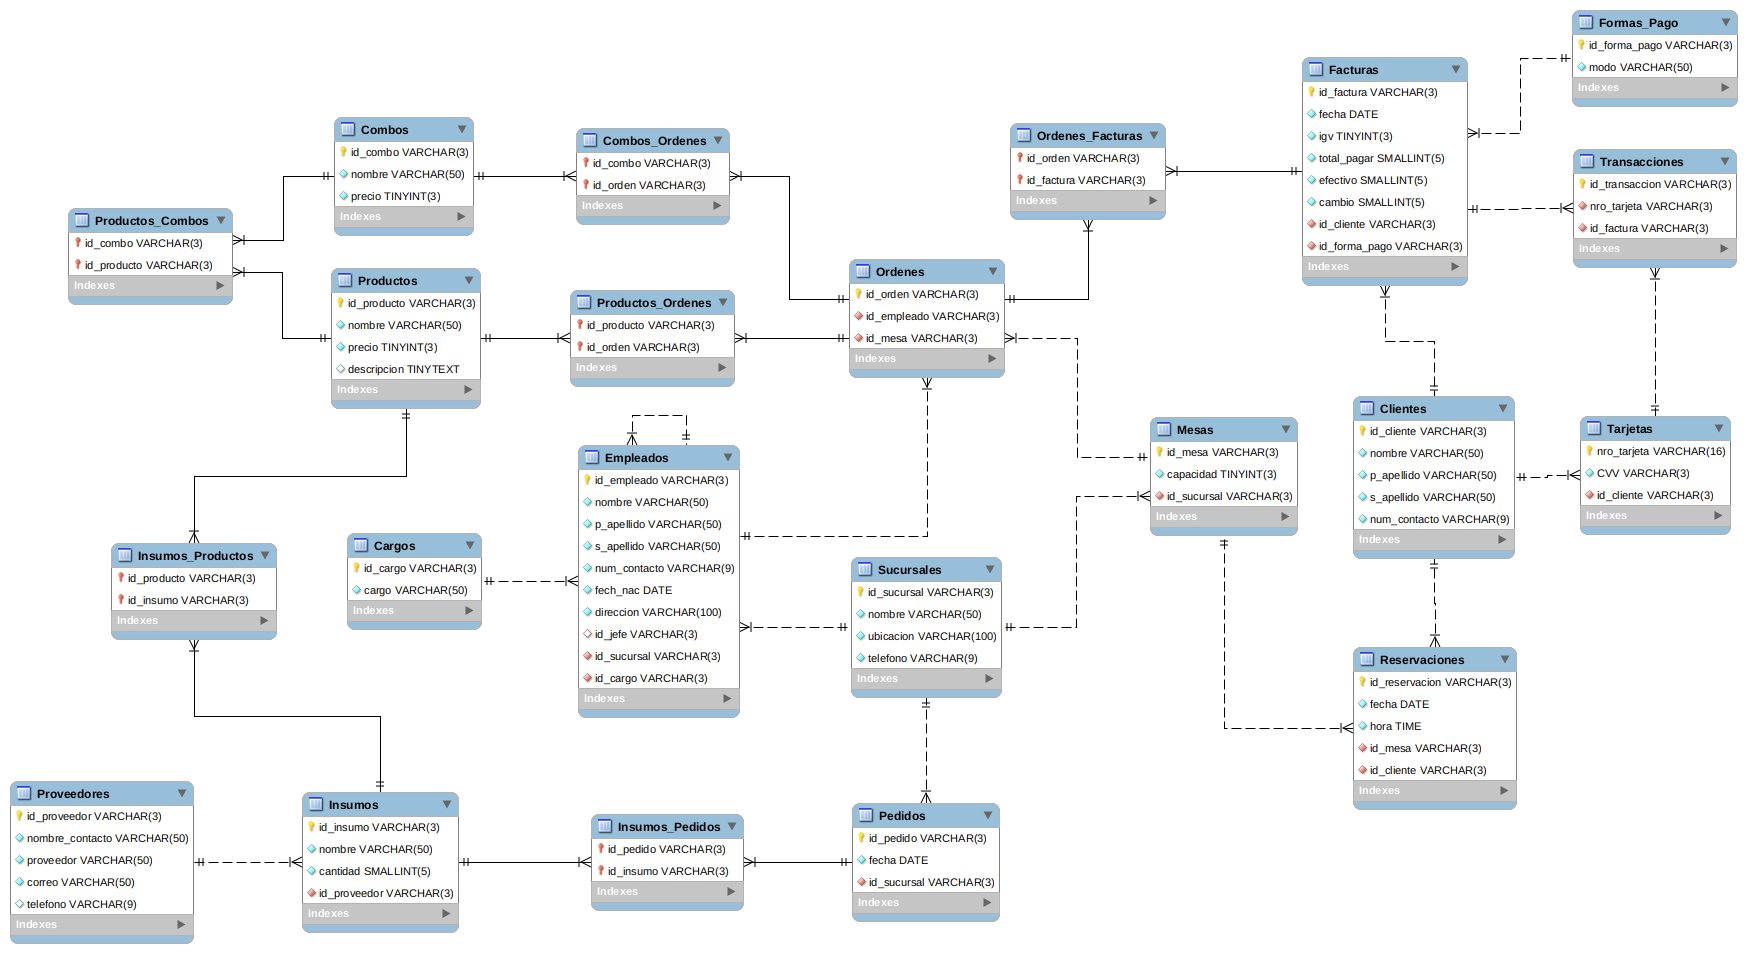 Formas_Pago
id_forma_pago VARCHAR(3)
modo VARCHAR(50)
Indexes
Facturas
id_factura VARCHAR(3)
fecha DATE
igv TINYINT(3)
total_pagar SMALLINT(5)
efectivo SMALLINT(5)
cambio SMALLINT(5)
id_cliente VARCHAR(3)
id_forma_pago VARCHAR(3)
Indexes
Transacciones
id_transaccion VARCHAR(3)
nro_tarjeta VARCHAR(3)
id_factura VARCHAR(3)
Indexes
Combos
id_combo VARCHAR(3)
nombre VARCHAR(50)
precio TINYINT(3)
Indexes
Combos_Ordenes
id_combo VARCHAR(3)
id_orden VARCHAR(3)
Indexes
Ordenes_Facturas
id_orden VARCHAR(3)
id_factura VARCHAR(3)
Indexes
Productos_Combos
id_combo VARCHAR(3)
id_producto VARCHAR(3)
Indexes
Productos
id_producto VARCHAR(3)
nombre VARCHAR(50)
precio TINYINT(3)
descripcion TINYTEXT
Indexes
Productos_Ordenes
id_producto VARCHAR(3)
id_orden VARCHAR(3)
Indexes
Ordenes
id_orden VARCHAR(3)
id_empleado VARCHAR(3)
id_mesa VARCHAR(3)
Indexes
Mesas
id_mesa VARCHAR(3)
capacidad TINYINT(3)
id_sucursal VARCHAR(3)
Indexes
Clientes
id_cliente VARCHAR(3)
nombre VARCHAR(50)
p_apellido VARCHAR(50)
s_apellido VARCHAR(50)
num_contacto VARCHAR(9)
Indexes
Tarjetas
nro_tarjeta VARCHAR(16)
CVV VARCHAR(3)
id_cliente VARCHAR(3)
Indexes
Empleados
id_empleado VARCHAR(3)
nombre VARCHAR(50)
p_apellido VARCHAR(50)
s_apellido VARCHAR(50)
num_contacto VARCHAR(9)
fech_nac DATE
direccion VARCHAR(100)
id_jefe VARCHAR(3)
id_sucursal VARCHAR(3)
id_cargo VARCHAR(3)
Indexes
Cargos
id_cargo VARCHAR(3)
cargo VARCHAR(50)
Indexes
Insumos_Productos
id_producto VARCHAR(3)
id_insumo VARCHAR(3)
Indexes
Sucursales
id_sucursal VARCHAR(3)
nombre VARCHAR(50)
ubicacion VARCHAR(100)
telefono VARCHAR(9)
Indexes
Reservaciones
id_reservacion VARCHAR(3)
fecha DATE
hora TIME
id_mesa VARCHAR(3)
id_cliente VARCHAR(3)
Indexes
Proveedores
id_proveedor VARCHAR(3)
nombre_contacto VARCHAR(50)
proveedor VARCHAR(50)
correo VARCHAR(50)
telefono VARCHAR(9)
Indexes
Insumos
id_insumo VARCHAR(3)
nombre VARCHAR(50)
cantidad SMALLINT(5)
id_proveedor VARCHAR(3)
Indexes
Insumos_Pedidos
id_pedido VARCHAR(3)
id_insumo VARCHAR(3)
Indexes
Pedidos
id_pedido VARCHAR(3)
fecha DATE
id_sucursal VARCHAR(3)
Indexes